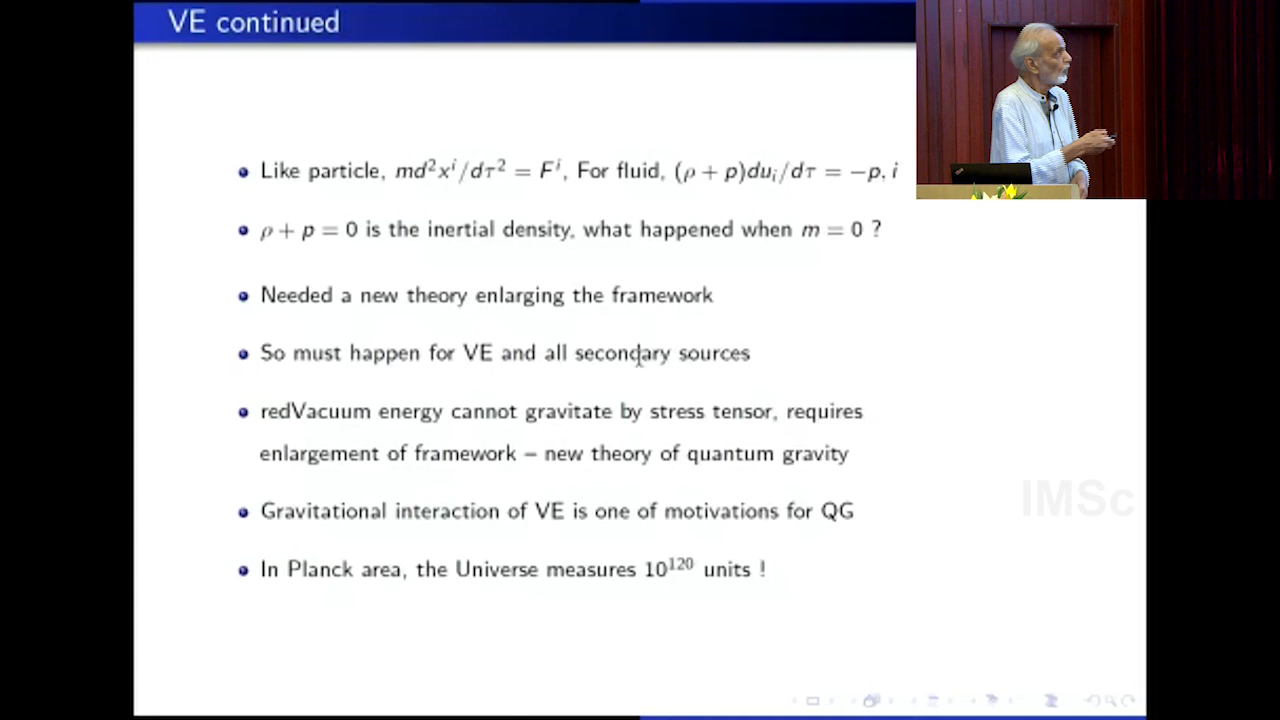 VE continued
Like particle, md²xⁱ/dτ² = Fⁱ, For fluid, (ρ + p)duᵢ/dτ = −p, i
ρ + p = 0 is the inertial density, what happened when m = 0 ?
Needed a new theory enlarging the framework
So must happen for VE and all secondary sources
redVacuum energy cannot gravitate by stress tensor, requires
enlargement of framework – new theory of quantum gravity
Gravitational interaction of VE is one of motivations for QG
In Planck area, the Universe measures 10¹²⁰ units !
IMSc